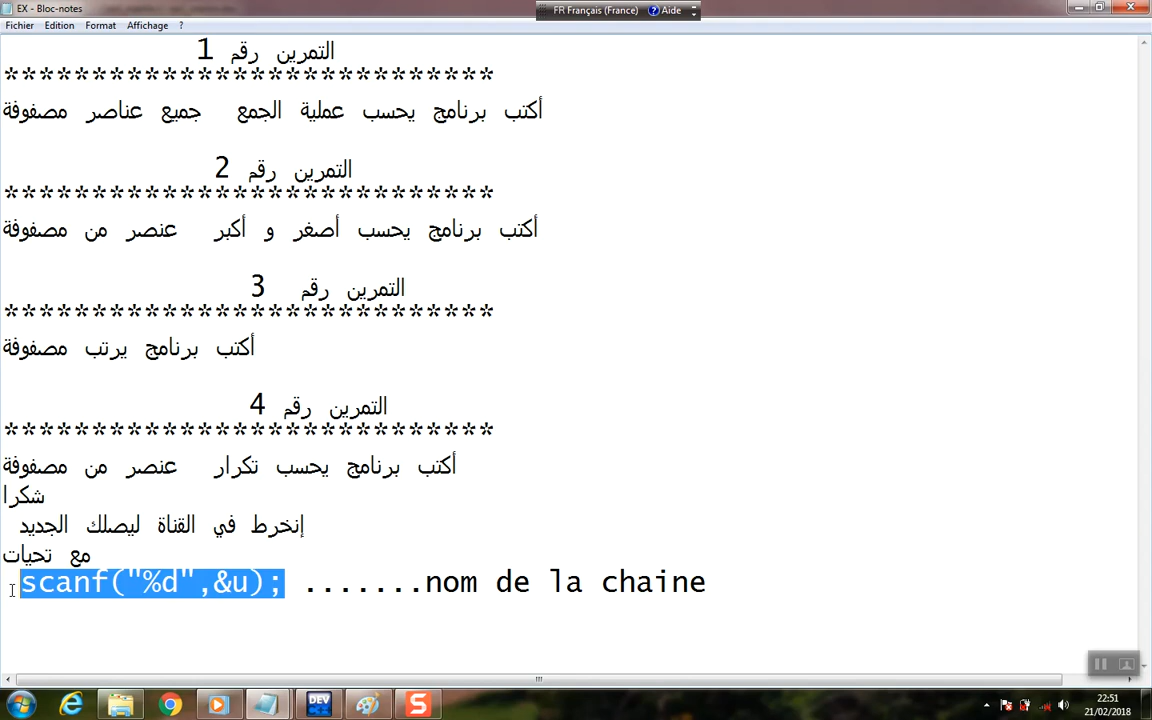 EX - Bloc-notes
FR Français (France) Aide
Fichier Edition Format Affichage ?
التمرين رقم 1
****************************
أكتب برنامج يحسب عملية الجمع جميع عناصر مصفوفة
التمرين رقم 2
****************************
أكتب برنامج يحسب أصغر و أكبر عنصر من مصفوفة
التمرين رقم 3
****************************
أكتب برنامج يرتب مصفوفة
التمرين رقم 4
****************************
أكتب برنامج يحسب تكرار عنصر من مصفوفة
شكرا
إنخرط في القناة ليصلك الجديد
مع تحيات
scanf("%d",&u); .......nom de la chaine
DEV
22:51
21/02/2018